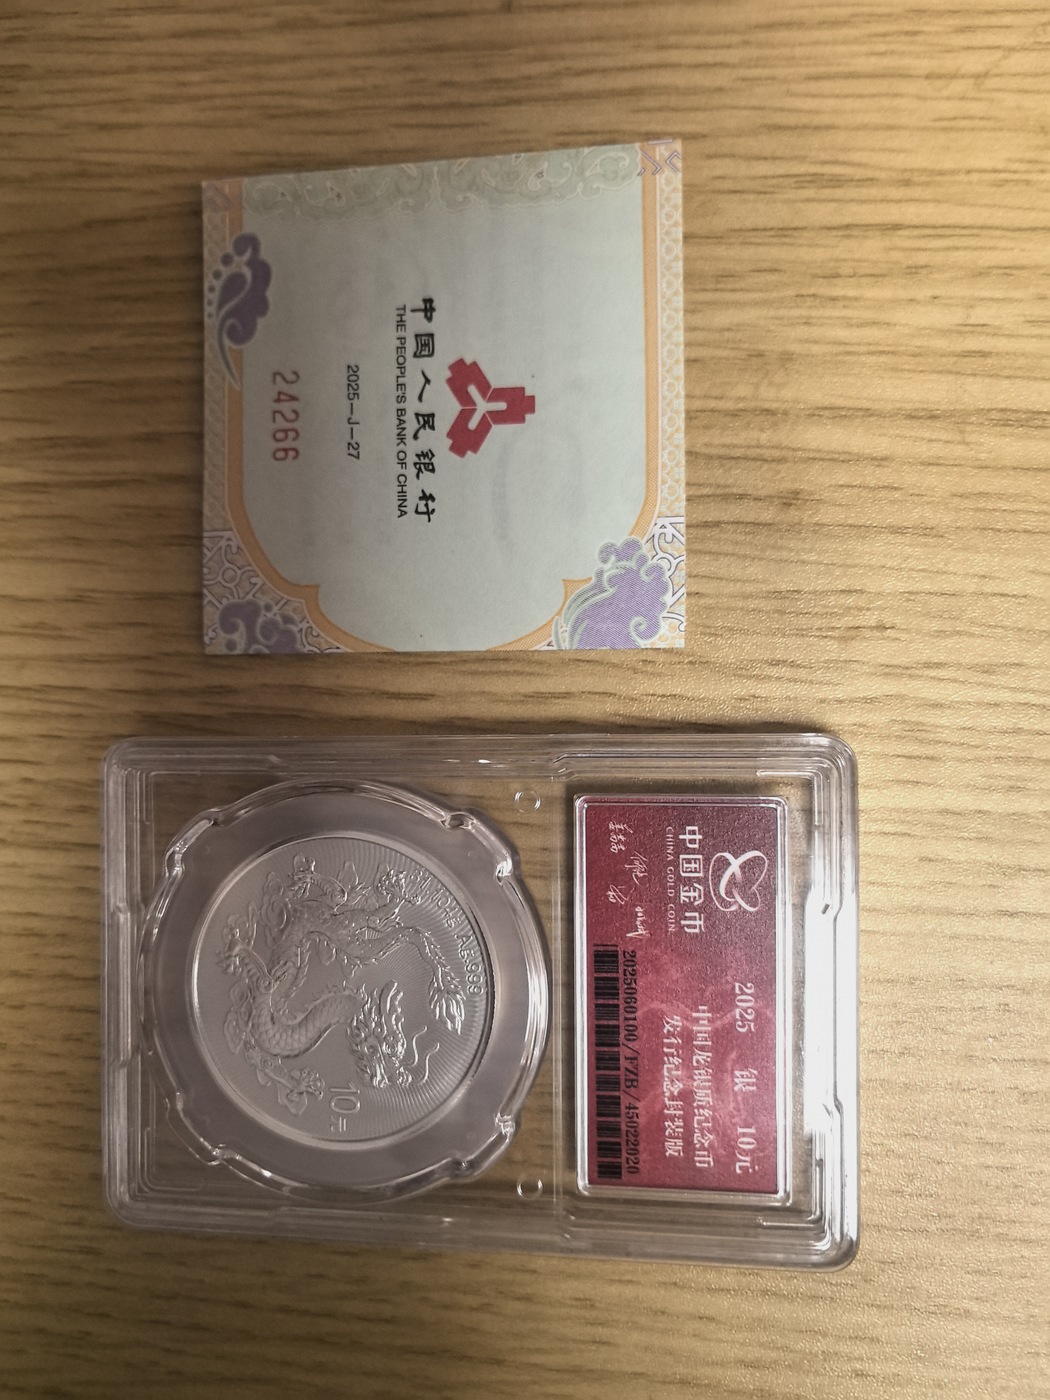 中国人民银行
THE PEOPLE'S BANK OF CHINA
2025—J—27
24266
中国金币
CHINA GOLD COIN
2025 银 10元
中国龙银质纪念币
发行纪念封装版
2025060100/FZB/45022020
10元